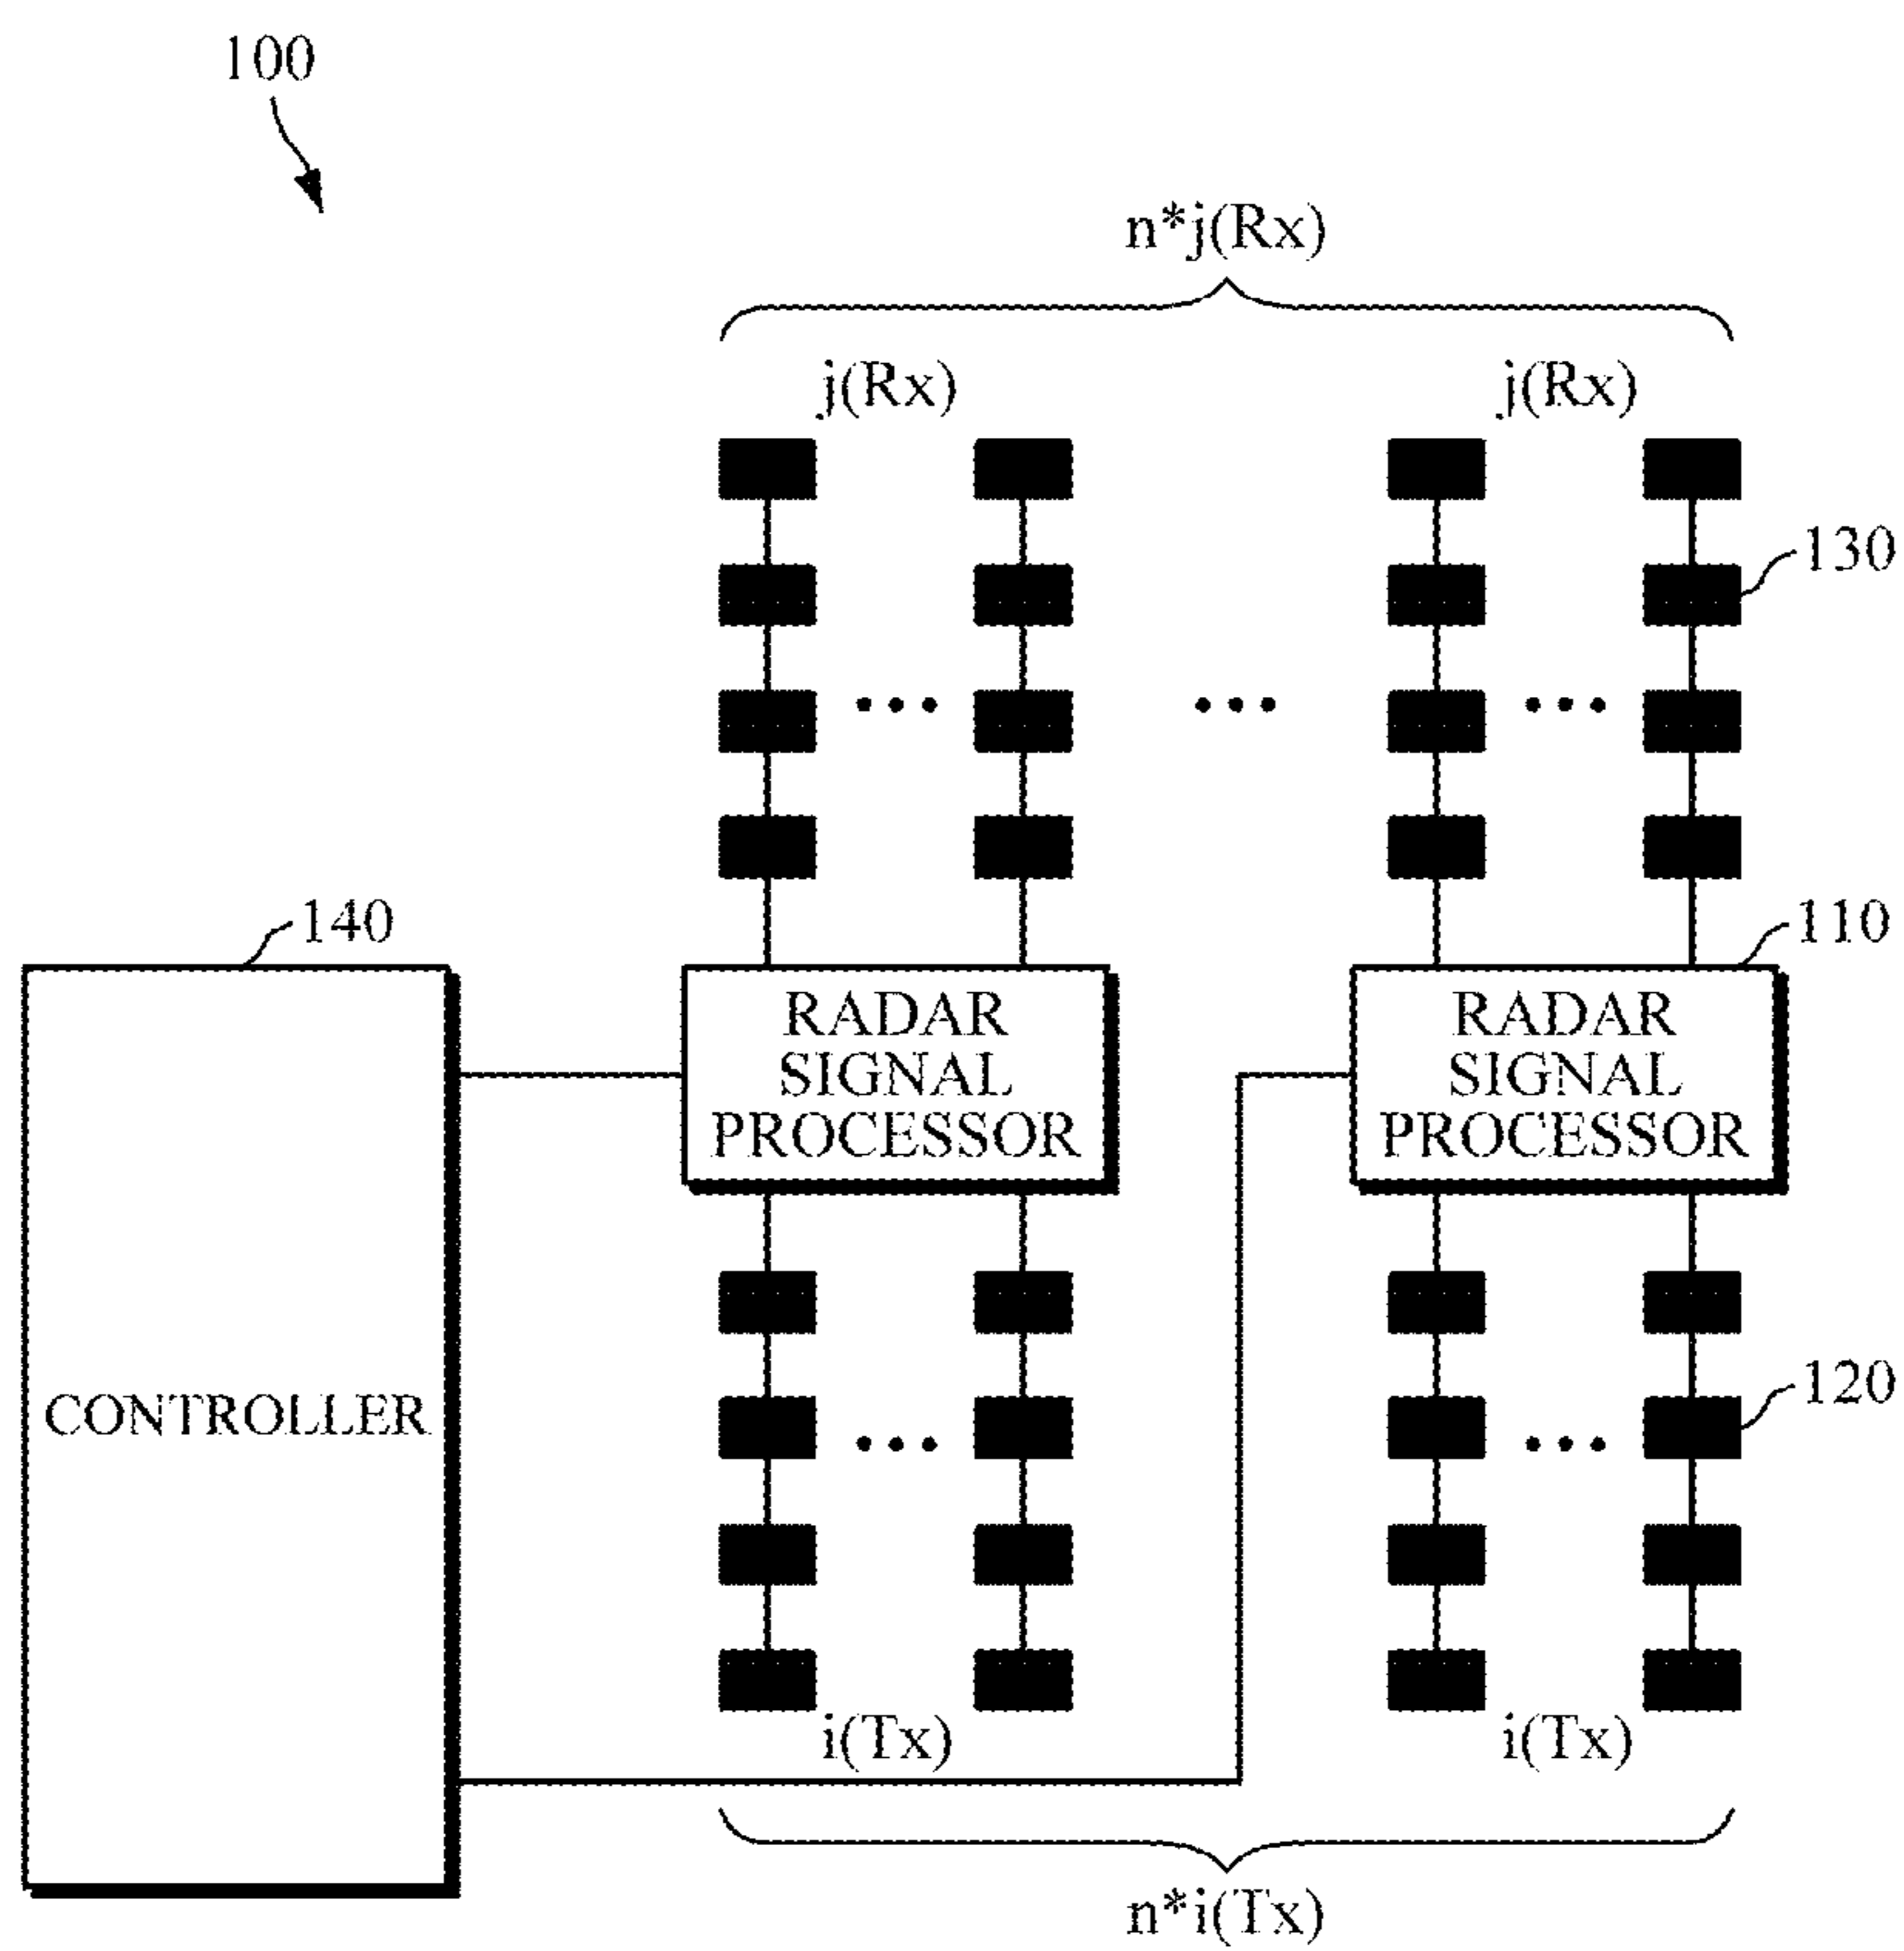 100
n*j(Rx)
j(Rx) j(Rx)
130
140
110
RADAR
SIGNAL
PROCESSOR
RADAR
SIGNAL
PROCESSOR
CONTROLLER
120
i(Tx) i(Tx)
n*i(Tx)